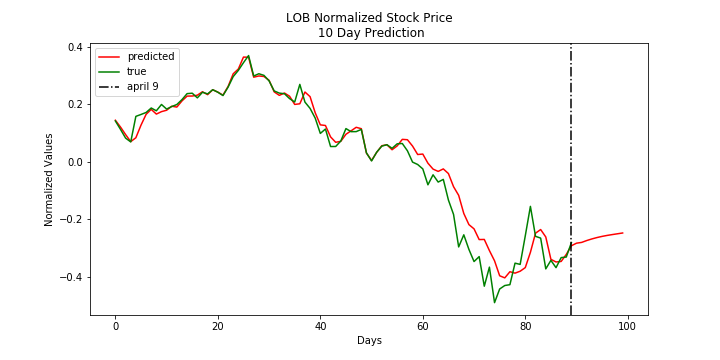 LOB Normalized Stock Price
10 Day Prediction
predicted
true
april 9
Normalized Values
0.4
0.2
0.0
−0.2
−0.4
0
20
40
60
80
100
Days